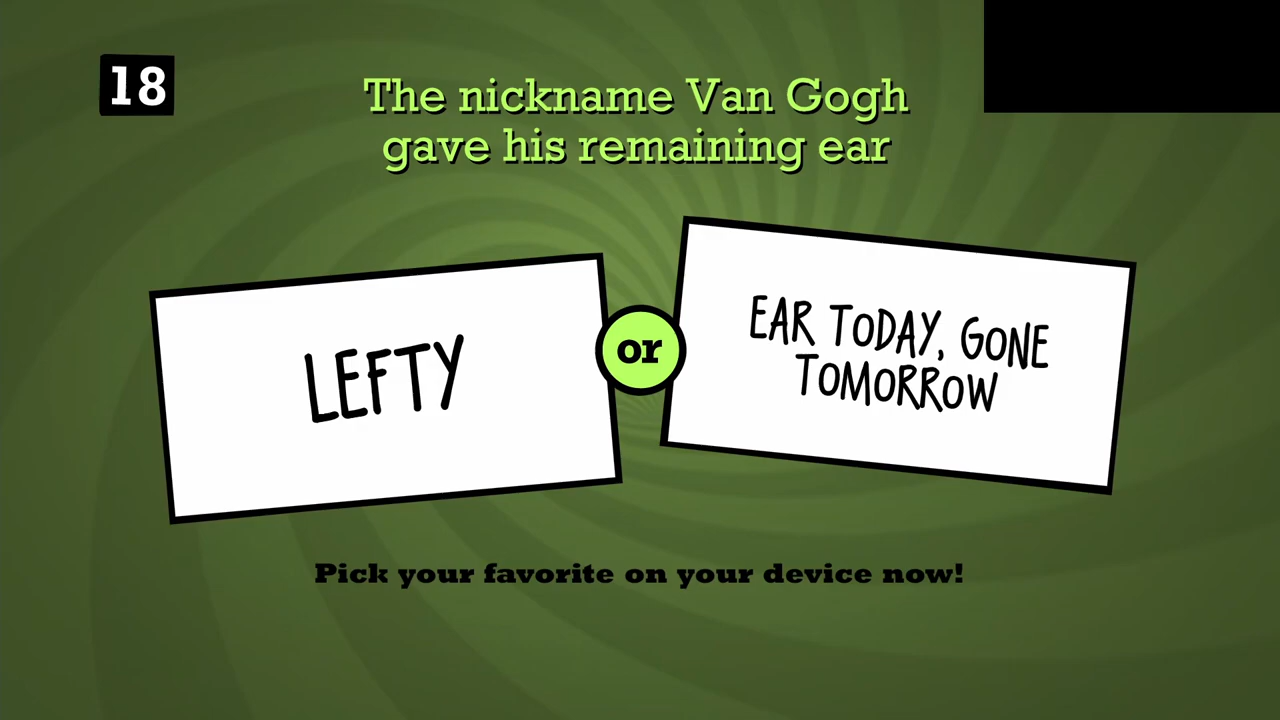 18
The nickname Van Gogh
gave his remaining ear
LEFTY
or
EAR TODAY, GONE
TOMORROW
Pick your favorite on your device now!